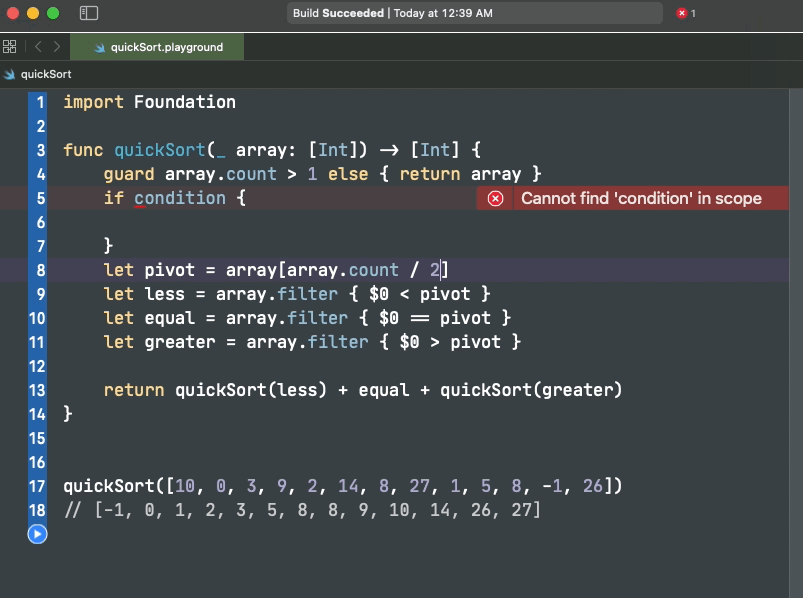 Build Succeeded | Today at 12:39 AM
1
quickSort.playground
quickSort
1 import Foundation
2
3 func quickSort(_ array: [Int]) -> [Int] {
4     guard array.count > 1 else { return array }
5     if condition {
Cannot find 'condition' in scope
6
7     }
8     let pivot = array[array.count / 2]
9     let less = array.filter { $0 < pivot }
10     let equal = array.filter { $0 == pivot }
11     let greater = array.filter { $0 > pivot }
12
13     return quickSort(less) + equal + quickSort(greater)
14 }
15
16
17 quickSort([10, 0, 3, 9, 2, 14, 8, 27, 1, 5, 8, -1, 26])
18 // [-1, 0, 1, 2, 3, 5, 8, 8, 9, 10, 14, 26, 27]